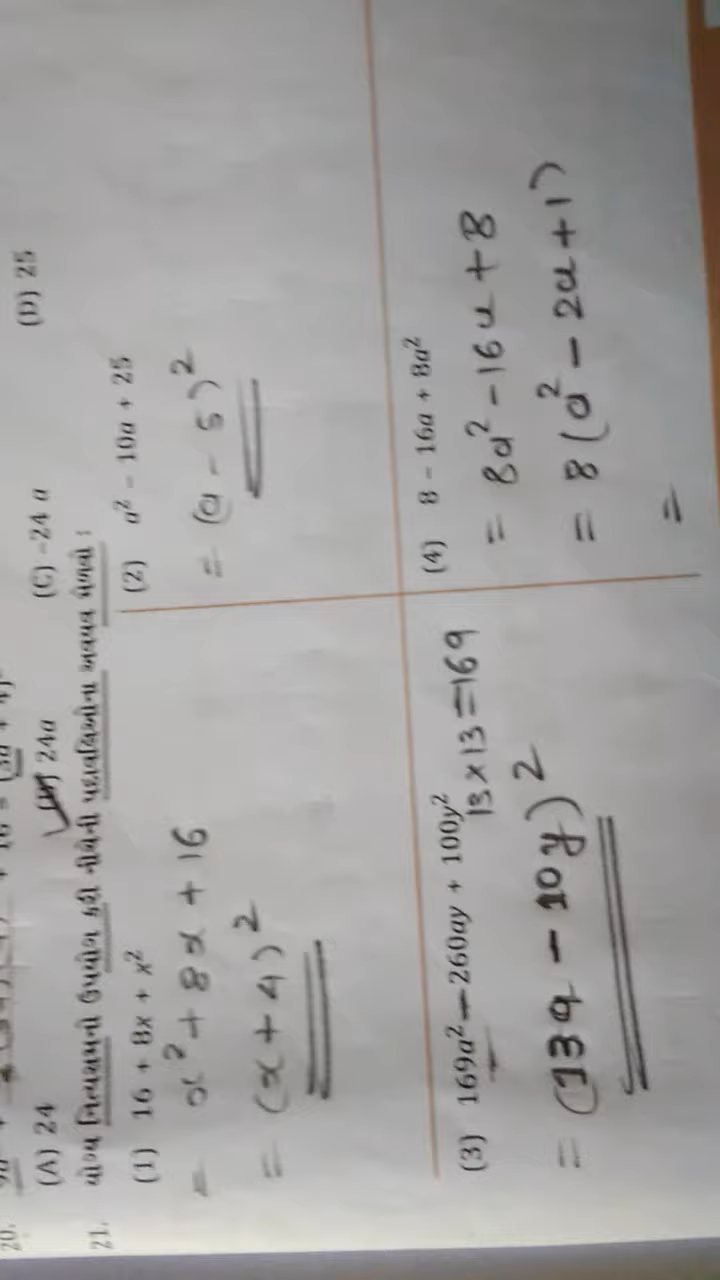 20.
(A) 24 24a (C) -24 a (D) 25
21. યોગ્ય નિત્યસમનો ઉપયોગ કરી નીચેની પદાવલિઓના અવયવ મેળવો :
(1) 16 + 8x + x²
= x² + 8x + 16
= (x + 4)²
(2) a² - 10a + 25
= (a - 5)²
(3) 169a² - 260ay + 100y²
13 x 13 = 169
= (13a - 10y)²
(4) 8 - 16a + 8a²
= 8a² - 16a + 8
= 8(a² - 2a + 1)
=